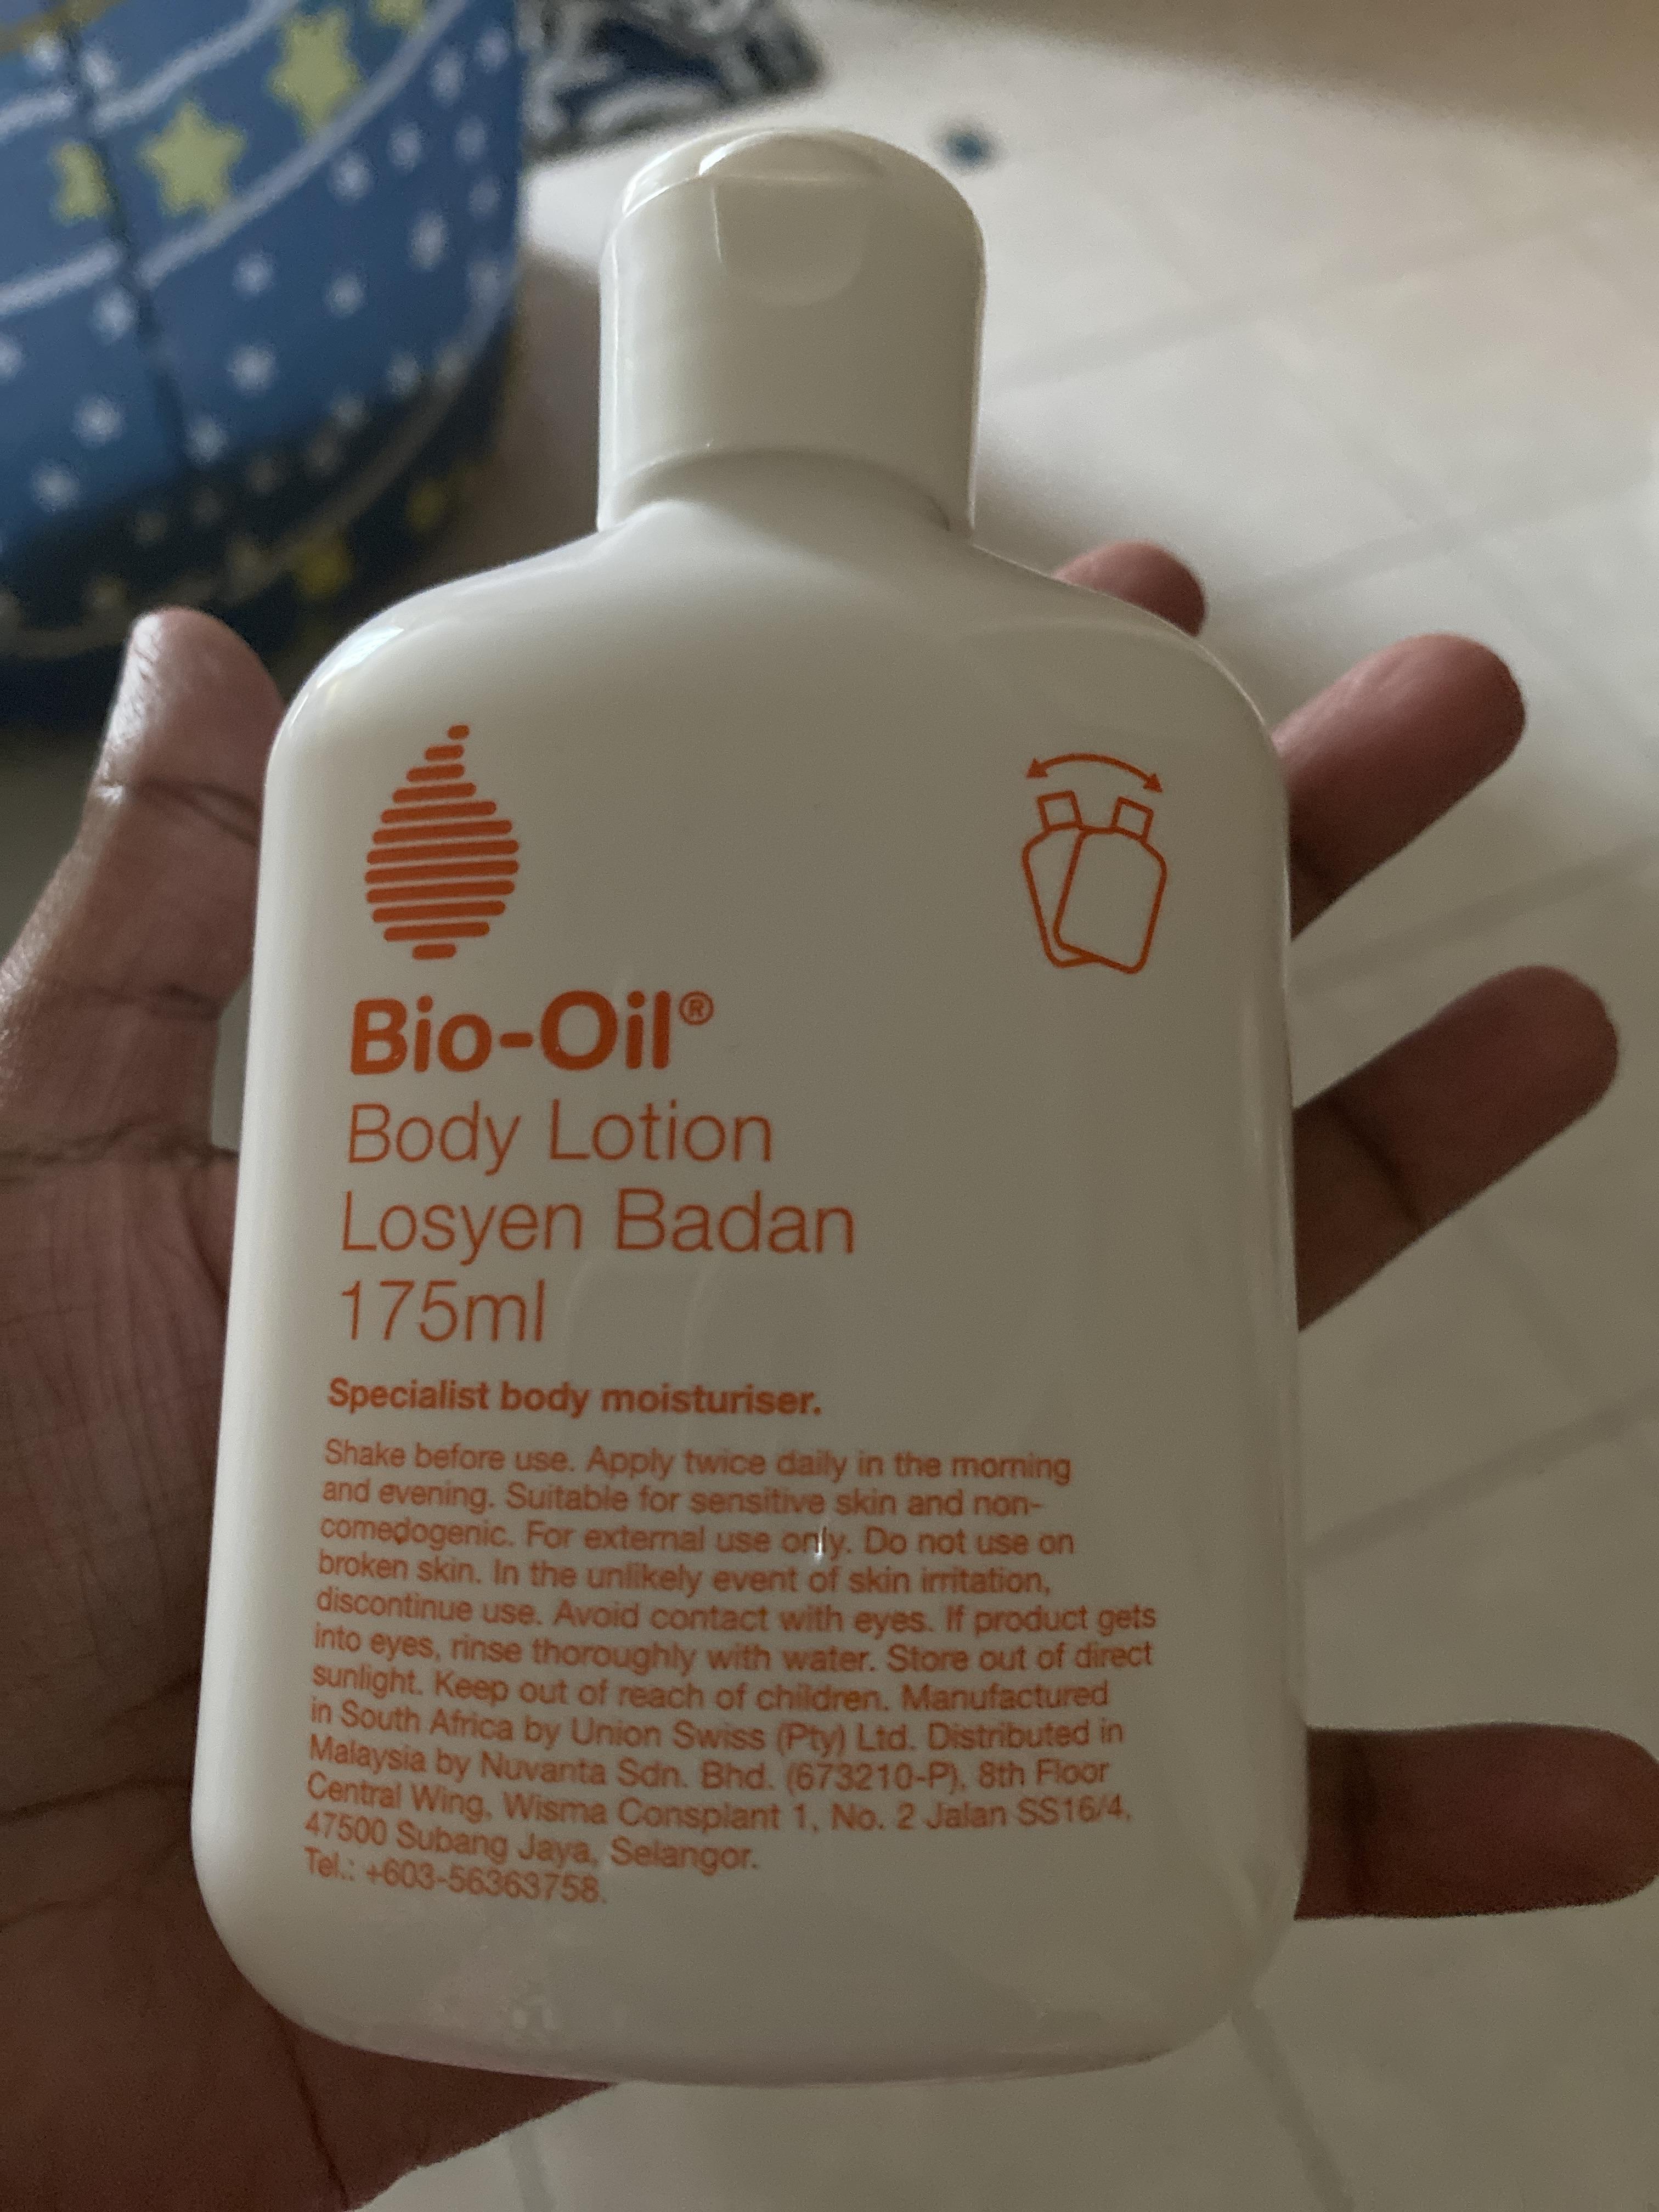 Bio-Oil®
Body Lotion
Losyen Badan
175ml
Specialist body moisturiser.
Shake before use. Apply twice daily in the morning
and evening. Suitable for sensitive skin and non-
comedogenic. For external use only. Do not use on
broken skin. In the unlikely event of skin irritation,
discontinue use. Avoid contact with eyes. If product gets
into eyes, rinse thoroughly with water. Store out of direct
sunlight. Keep out of reach of children. Manufactured
in South Africa by Union Swiss (Pty) Ltd. Distributed in
Malaysia by Nuvanta Sdn. Bhd. (673210-P), 8th Floor
Central Wing, Wisma Consplant 1, No. 2 Jalan SS16/4,
47500 Subang Jaya, Selangor.
Tel.: +603-56363758.